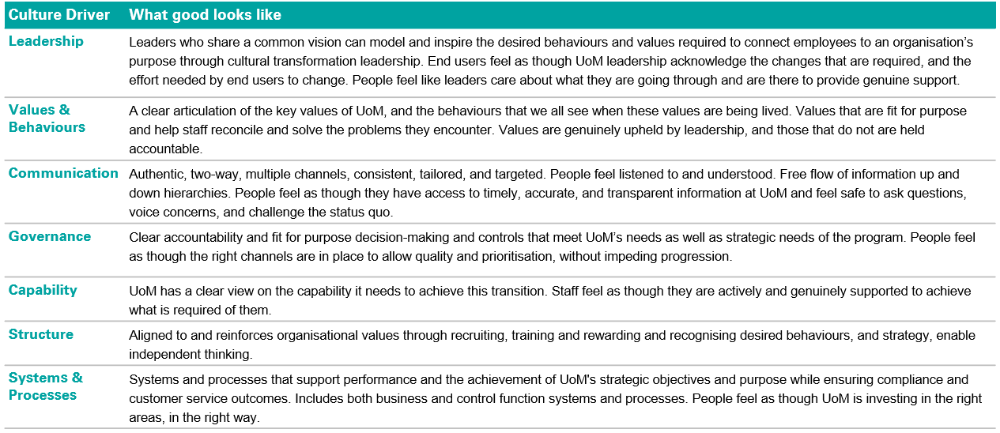 Culture Driver What good looks like
Leadership
Leaders who share a common vision can model and inspire the desired behaviours and values required to connect employees to an organisation’s
purpose through cultural transformation leadership. End users feel as though UoM leadership acknowledge the changes that are required, and the
effort needed by end users to change. People feel like leaders care about what they are going through and are there to provide genuine support.
Values &
Behaviours
A clear articulation of the key values of UoM, and the behaviours that we all see when these values are being lived. Values that are fit for purpose
and help staff reconcile and solve the problems they encounter. Values are genuinely upheld by leadership, and those that do not are held
accountable.
Communication
Authentic, two-way, multiple channels, consistent, tailored, and targeted. People feel listened to and understood. Free flow of information up and
down hierarchies. People feel as though they have access to timely, accurate, and transparent information at UoM and feel safe to ask questions,
voice concerns, and challenge the status quo.
Governance
Clear accountability and fit for purpose decision-making and controls that meet UoM’s needs as well as strategic needs of the program. People feel
as though the right channels are in place to allow quality and prioritisation, without impeding progression.
Capability
UoM has a clear view on the capability it needs to achieve this transition. Staff feel as though they are actively and genuinely supported to achieve
what is required of them.
Structure
Aligned to and reinforces organisational values through recruiting, training and rewarding and recognising desired behaviours, and strategy, enable
independent thinking.
Systems &
Processes
Systems and processes that support performance and the achievement of UoM's strategic objectives and purpose while ensuring compliance and
customer service outcomes. Includes both business and control function systems and processes. People feel as though UoM is investing in the right
areas, in the right way.